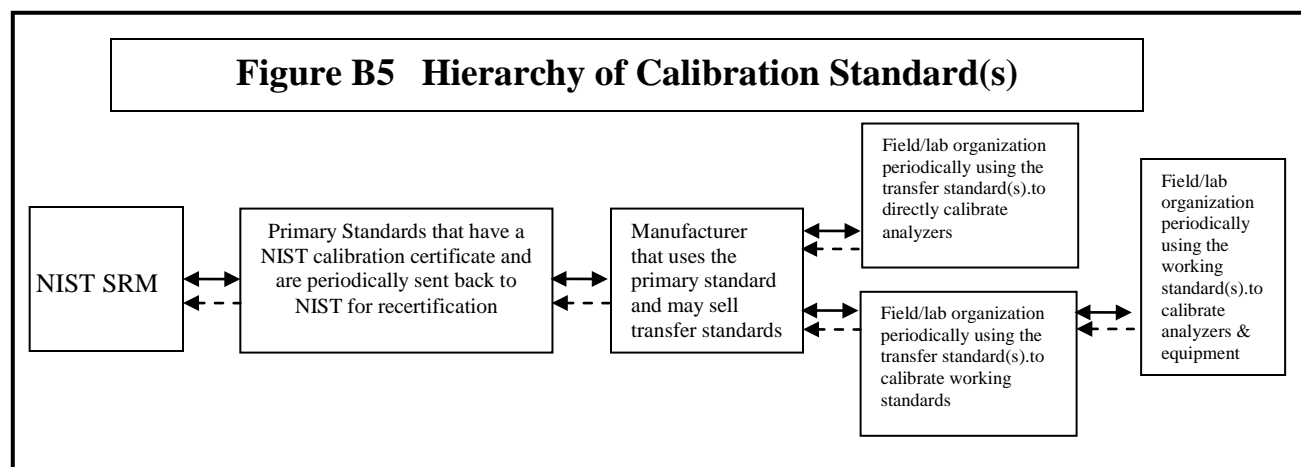 Figure B5 Hierarchy of Calibration Standard(s)
NIST SRM
Primary Standards that have a
NIST calibration certificate and
are periodically sent back to
NIST for recertification
Manufacturer
that uses the
primary standard
and may sell
transfer standards
Field/lab organization
periodically using the
transfer standard(s).to
directly calibrate
analyzers
Field/lab organization
periodically using the
transfer standard(s).to
calibrate working
standards
Field/lab
organization
periodically
using the
working
standard(s).to
calibrate
analyzers &
equipment